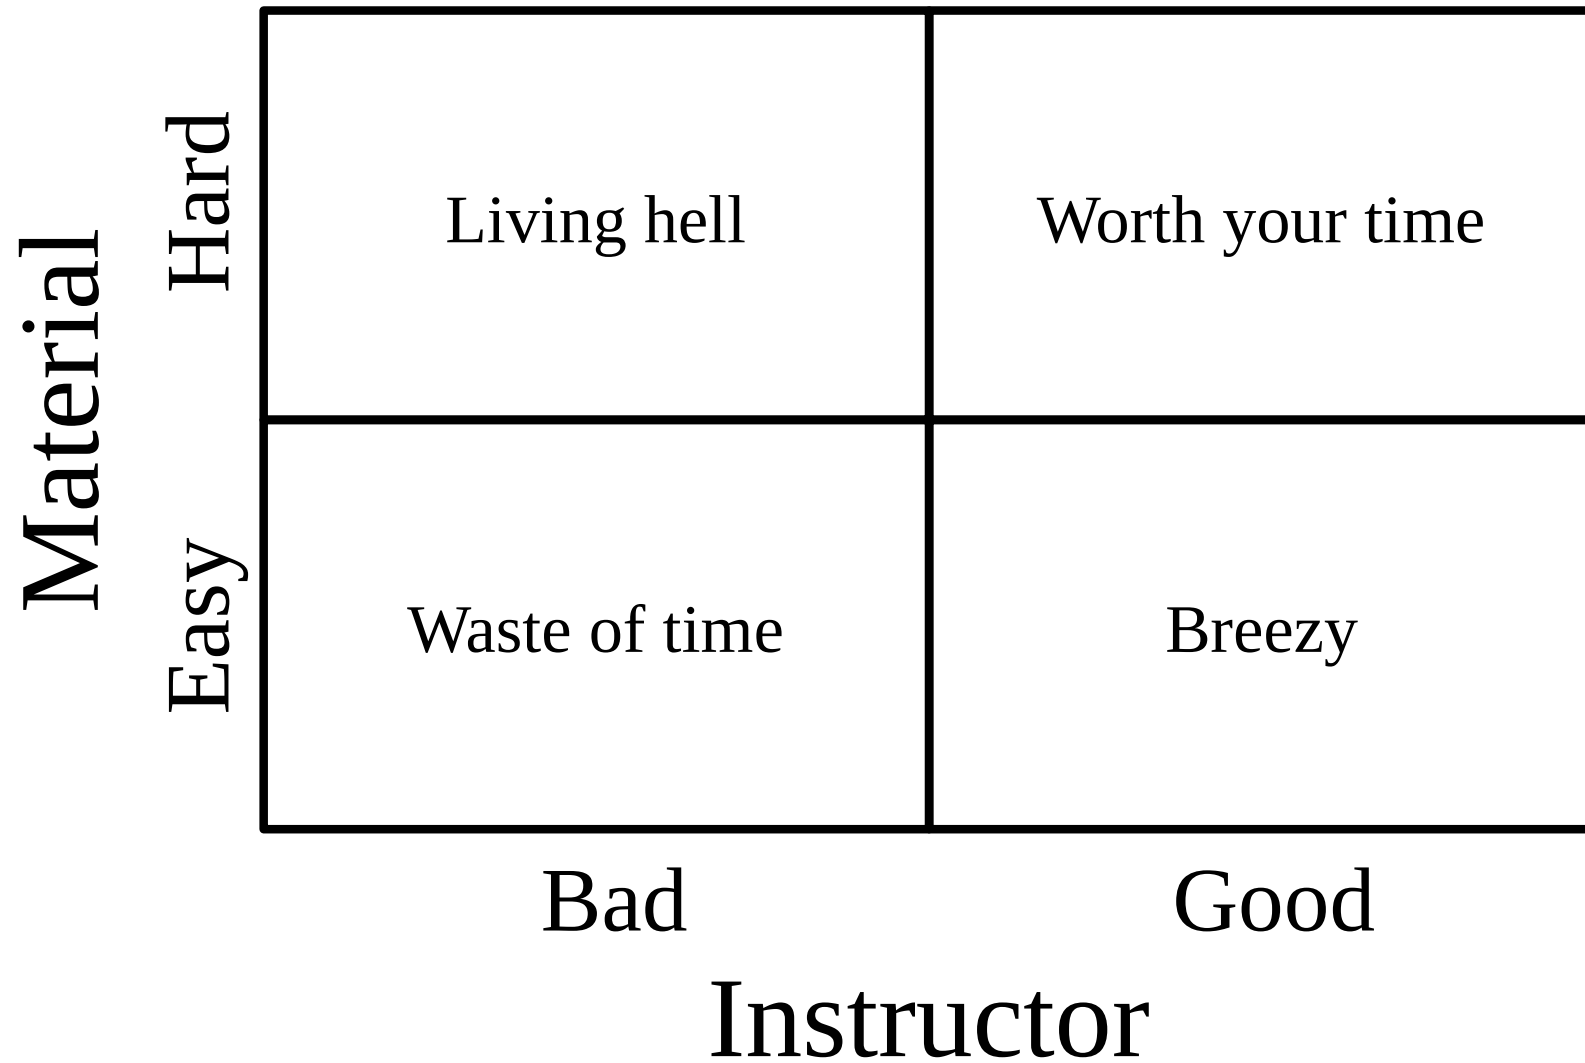 Material
Hard
Living hell
Worth your time
Easy
Waste of time
Breezy
Bad
Good
Instructor